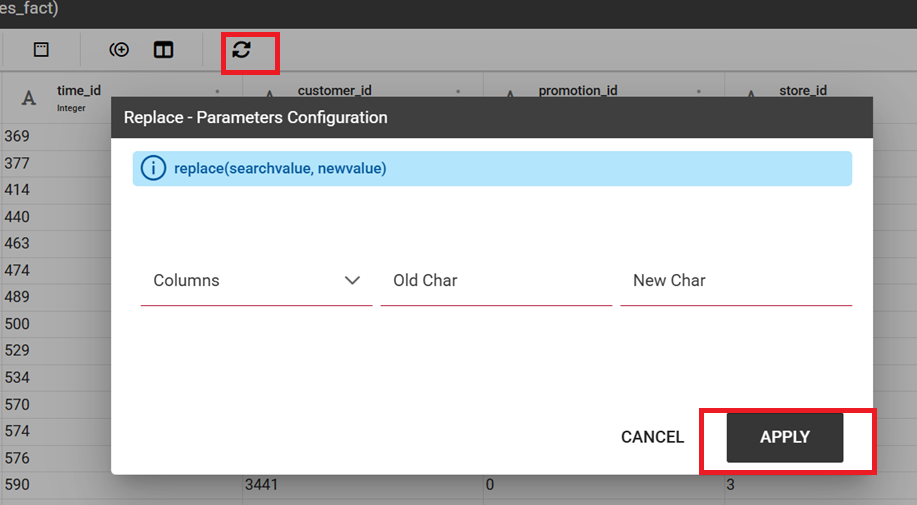 es_fact)
time_id
Integer
customer_id
promotion_id
store_id
Replace - Parameters Configuration
replace(searchvalue, newvalue)
Columns
Old Char
New Char
CANCEL
APPLY
369
377
414
440
463
474
489
500
529
534
570
574
576
590 3441 0 3